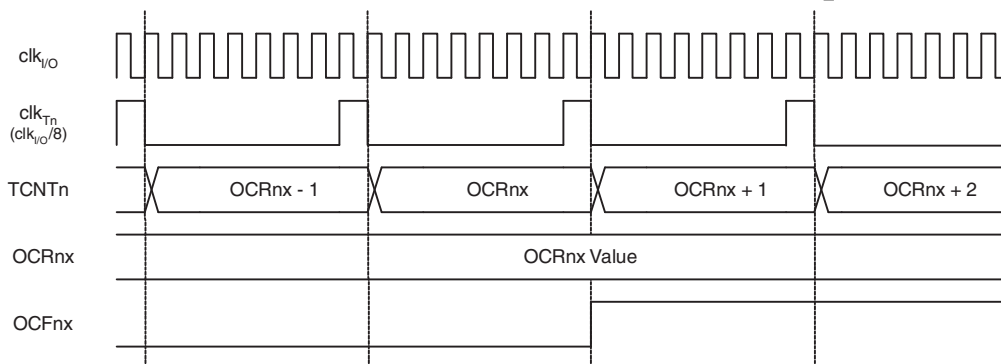 clkI/O
clkTn
(clkI/O/8)
TCNTn OCRnx - 1 OCRnx OCRnx + 1 OCRnx + 2
OCRnx OCRnx Value
OCFnx